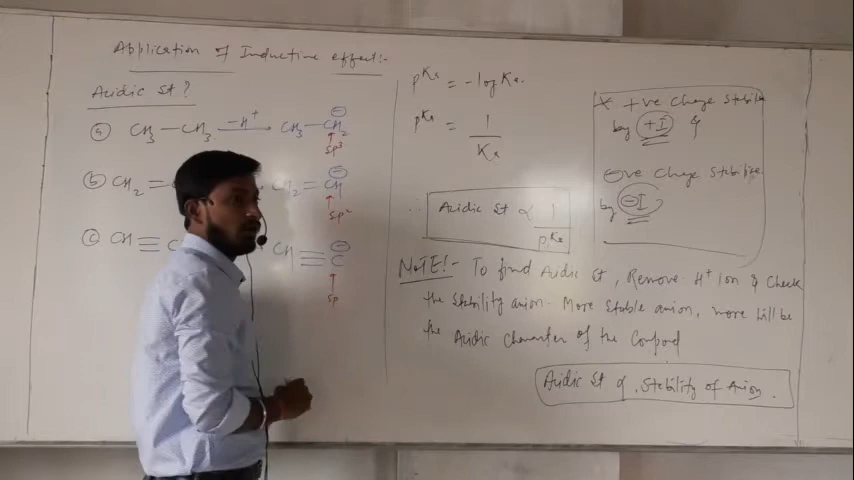 Application of Inductive effect:-
Acidic St?
ⓐ CH3—CH3 —H+→ CH3—CH2 ⊖
↑
sp3
ⓑ CH2= CH2=CH ⊖
↑
sp2
ⓒ CH≡C CH≡C ⊖
↑
sp
pKa = -log Ka.
pKa = 1/Ka
∴ Acidic St ∝ 1/pKa
* +ve charge stabilise
by +I &
⊖ve charge stabilise
by ⊖I
NOTE!- To find Acidic St, Remove H+ Ion & Check
the stability anion. More stable anion, more will be
the Acidic Character of the
Acidic St ∝ Stability of Anion.